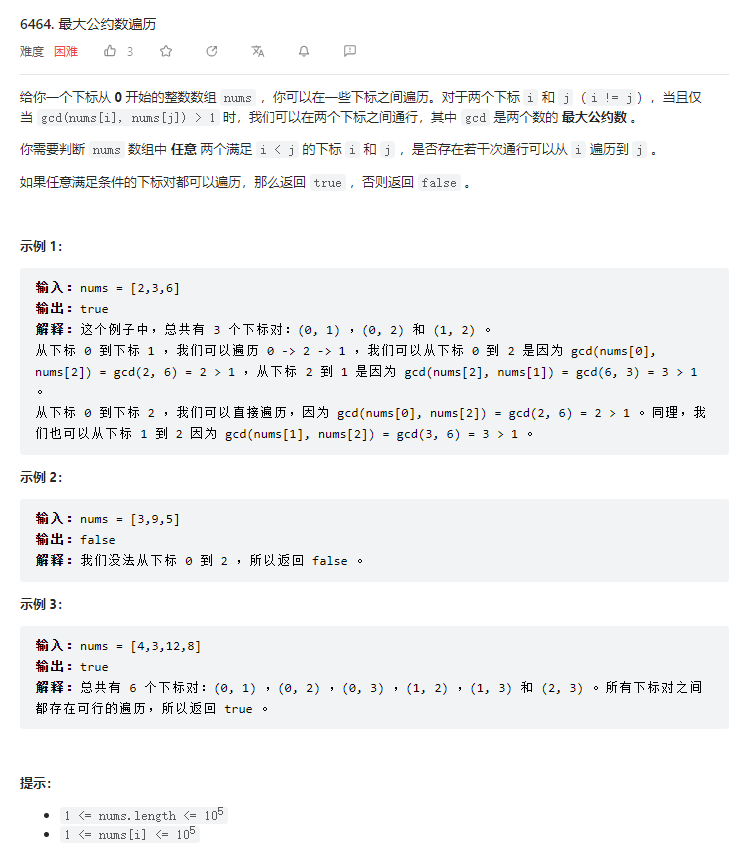 6464. 最大公约数遍历
难度 困难 3
给你一个下标从 0 开始的整数数组 nums ，你可以在一些下标之间遍历。对于两个下标 i 和 j (i != j) ，当且仅
当 gcd(nums[i], nums[j]) > 1 时，我们可以在两个下标之间通行，其中 gcd 是两个数的 最大公约数 。
你需要判断 nums 数组中 任意 两个满足 i < j 的下标 i 和 j ，是否存在若干次通行可以从 i 遍历到 j 。
如果任意满足条件的下标对都可以遍历，那么返回 true ，否则返回 false 。
示例 1：
输入：nums = [2,3,6]
输出：true
解释：这个例子中，总共有 3 个下标对：(0, 1) ，(0, 2) 和 (1, 2) 。
从下标 0 到下标 1 ，我们可以遍历 0 -> 2 -> 1 ，我们可以从下标 0 到 2 是因为 gcd(nums[0],
nums[2]) = gcd(2, 6) = 2 > 1 ，从下标 2 到 1 是因为 gcd(nums[2], nums[1]) = gcd(6, 3) = 3 > 1
。
从下标 0 到下标 2 ，我们可以直接遍历，因为 gcd(nums[0], nums[2]) = gcd(2, 6) = 2 > 1 。同理，我
们也可以从下标 1 到 2 因为 gcd(nums[1], nums[2]) = gcd(3, 6) = 3 > 1 。
示例 2：
输入：nums = [3,9,5]
输出：false
解释：我们没法从下标 0 到 2 ，所以返回 false 。
示例 3：
输入：nums = [4,3,12,8]
输出：true
解释：总共有 6 个下标对：(0, 1) ，(0, 2) ，(0, 3) ，(1, 2) ，(1, 3) 和 (2, 3) 。所有下标对之间
都存在可行的遍历，所以返回 true 。
提示：
1 <= nums.length <= 10⁵
1 <= nums[i] <= 10⁵